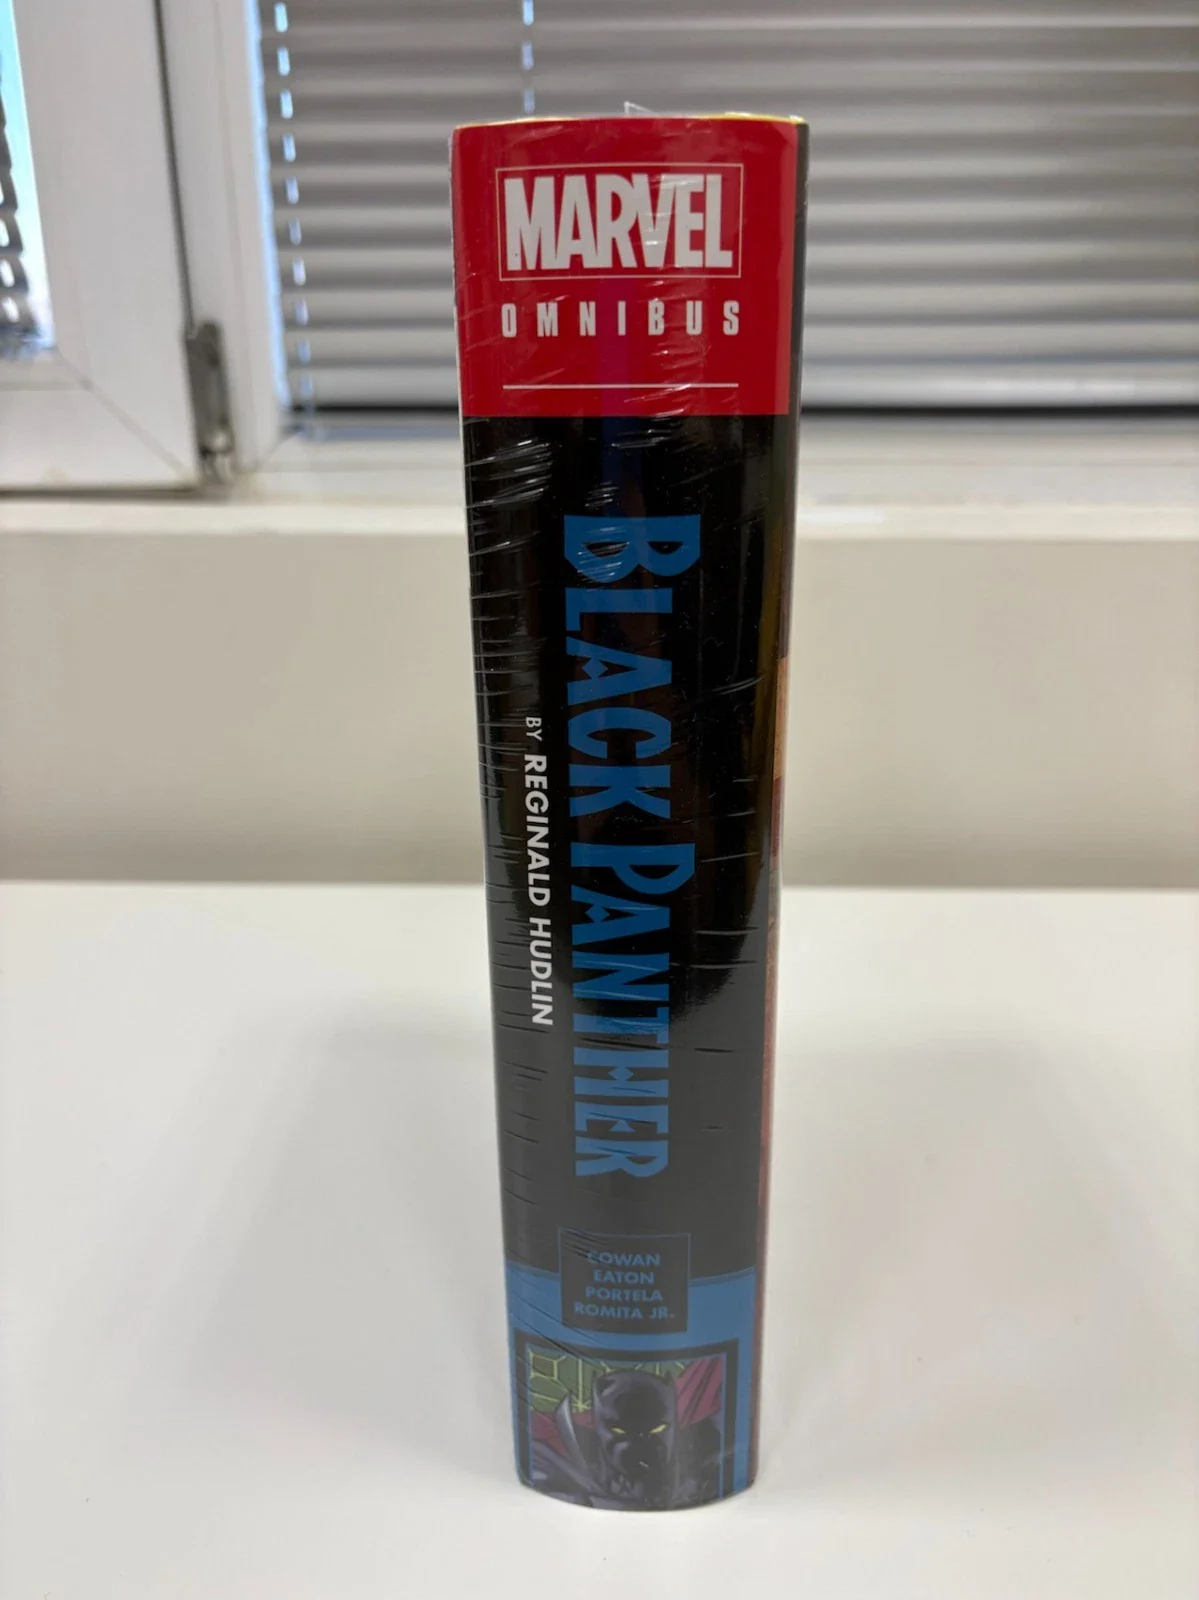 MARVEL
OMNIBUS
BLACK PANTHER
BY REGINALD HUDLIN
COWAN
EATON
PORTELA
ROMITA JR.